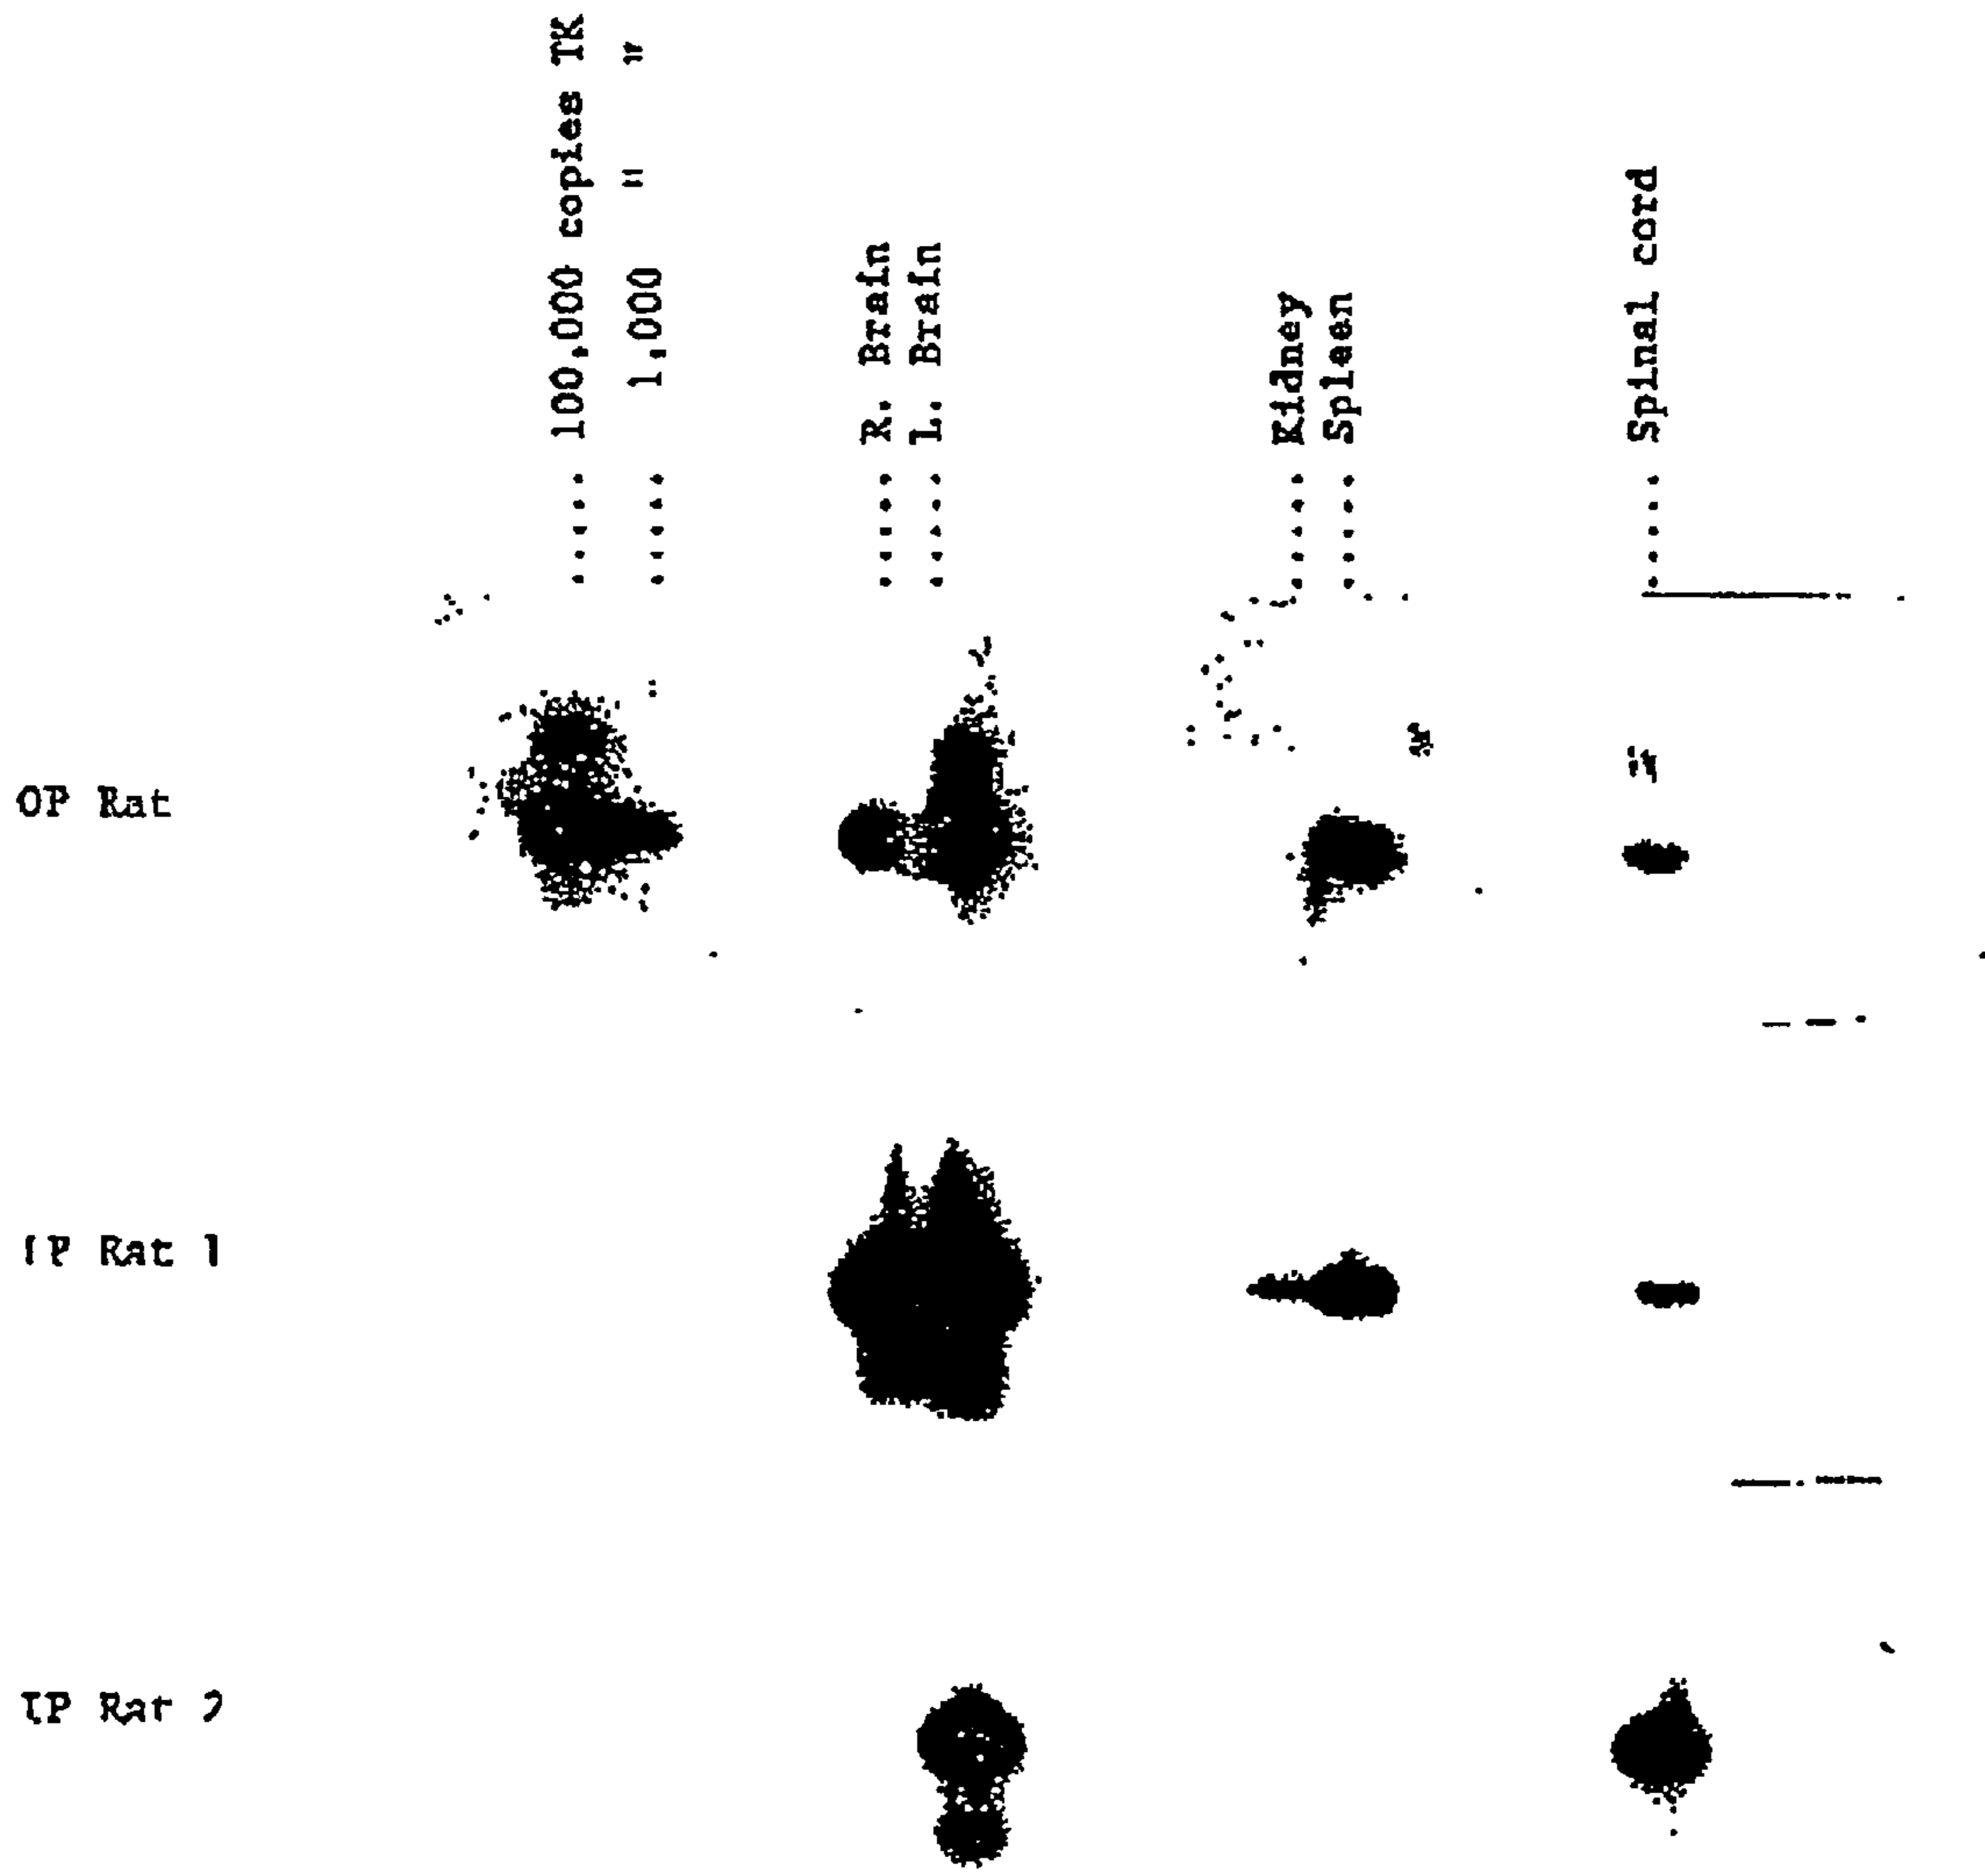 100,000 copies TK
1,000 " "
R. Brain
L. Brain
Kidney
Spleen
Spinal cord
OP Rat
IP Rat 1
IP Rat 2